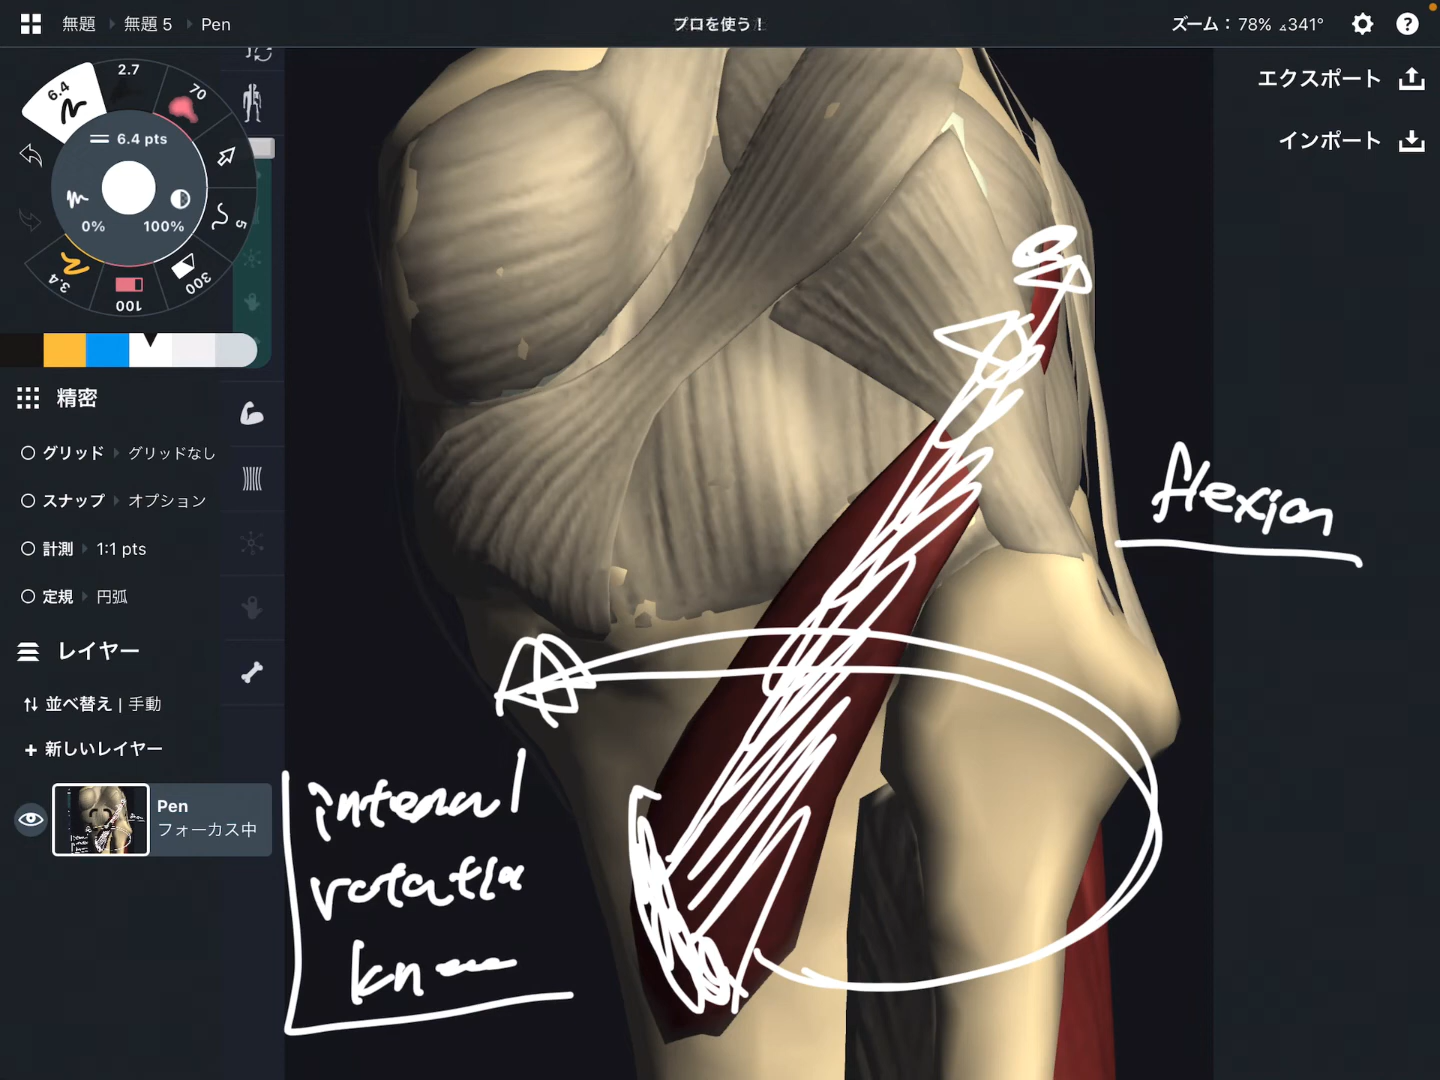 無題 無題 5 Pen
プロを使う！
ズーム： 78% ⊿341°
エクスポート
インポート
2.7
6.4
70
6.4 pts
0% 100%
5
3.4
100
300
精密
グリッド グリッドなし
スナップ オプション
計測 1:1 pts
定規 円弧
レイヤー
並べ替え | 手動
+ 新しいレイヤー
Pen
フォーカス中
flexion
internal
rotatio